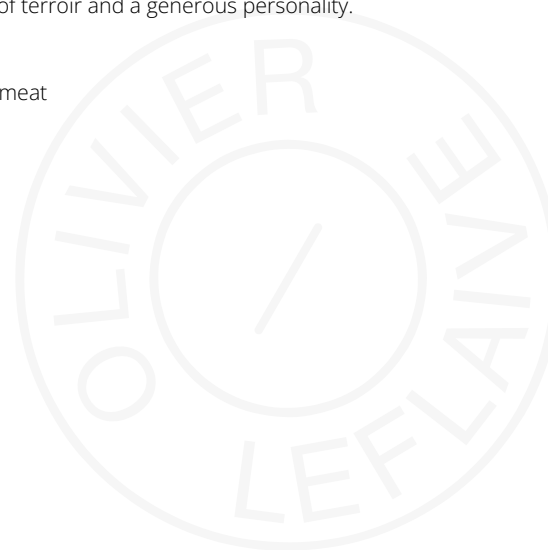 of terroir and a generous personality.
meat
OLIVIER
LEFLAIVE